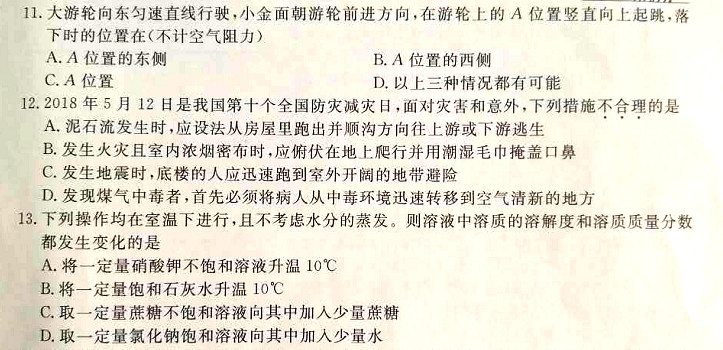 11. 大游轮向东匀速直线行驶,小金面朝游轮前进方向,在游轮上的 A 位置竖直向上起跳,落
下时的位置在(不计空气阻力)
A. A 位置的东侧
B. A 位置的西侧
C. A 位置
D. 以上三种情况都有可能
12. 2018 年 5 月 12 日是我国第十个全国防灾减灾日,面对灾害和意外,下列措施不合理的是
A. 泥石流发生时,应设法从房屋里跑出并顺沟方向往上游或下游逃生
B. 发生火灾且室内浓烟密布时,应俯伏在地上爬行并用潮湿毛巾掩盖口鼻
C. 发生地震时,底楼的人应迅速跑到室外开阔的地带避险
D. 发现煤气中毒者,首先必须将病人从中毒环境迅速转移到空气清新的地方
13. 下列操作均在室温下进行,且不考虑水分的蒸发。则溶液中溶质的溶解度和溶质质量分数
都发生变化的是
A. 将一定量硝酸钾不饱和溶液升温 10℃
B. 将一定量饱和石灰水升温 10℃
C. 取一定量蔗糖不饱和溶液向其中加入少量蔗糖
D. 取一定量氯化钠饱和溶液向其中加入少量水